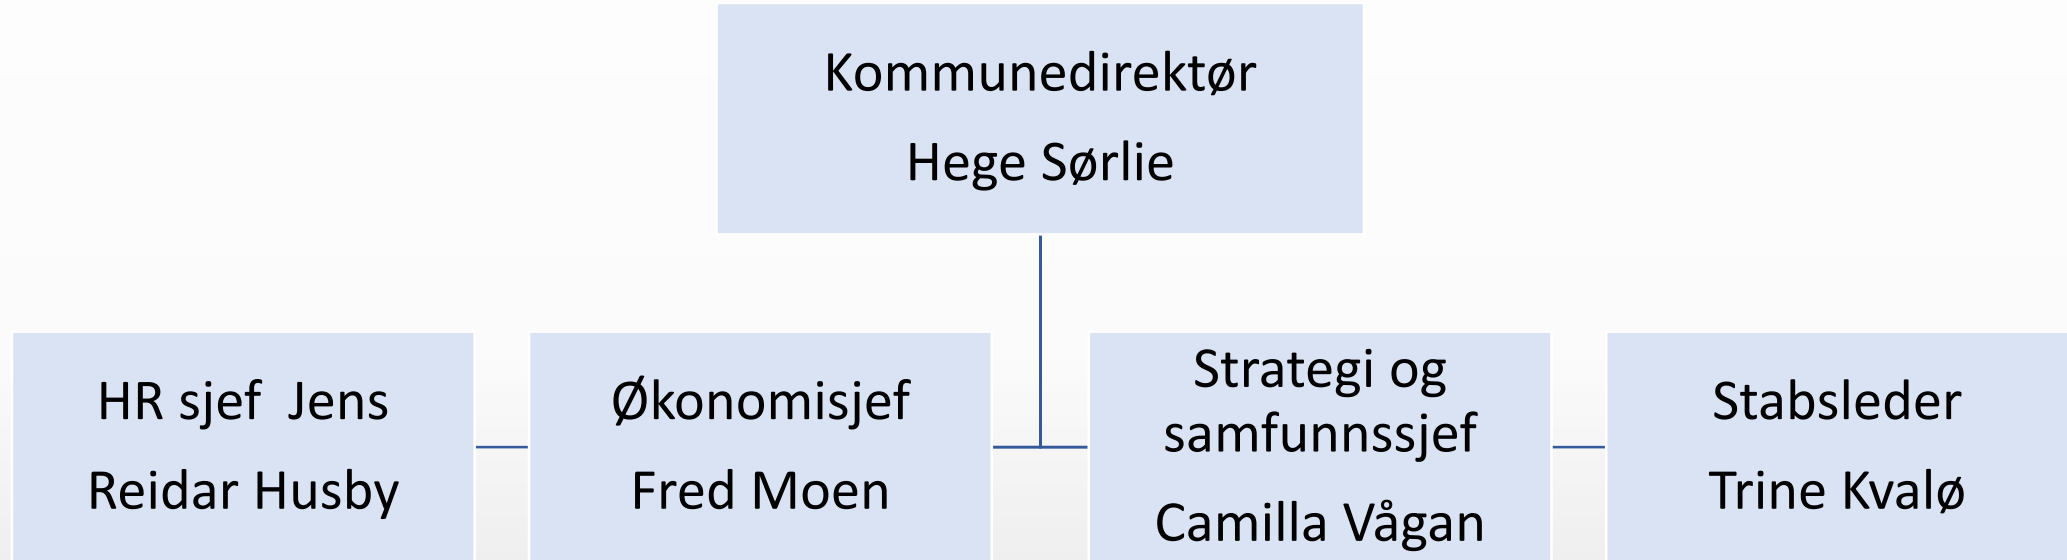 Kommunedirektør
Hege Sørlie
HR sjef  Jens
Reidar Husby
Økonomisjef
Fred Moen
Strategi og
samfunnssjef
Camilla Vågan
Stabsleder
Trine Kvalø